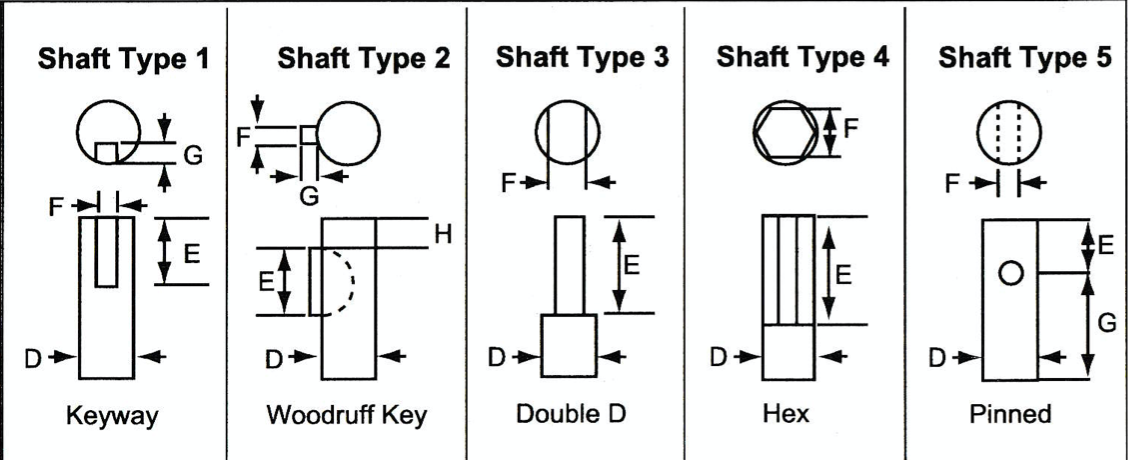 Shaft Type 1
G
F
E
D
Keyway
Shaft Type 2
F
G
H
E
D
Woodruff Key
Shaft Type 3
F
E
D
Double D
Shaft Type 4
F
E
D
Hex
Shaft Type 5
F
E
G
D
Pinned